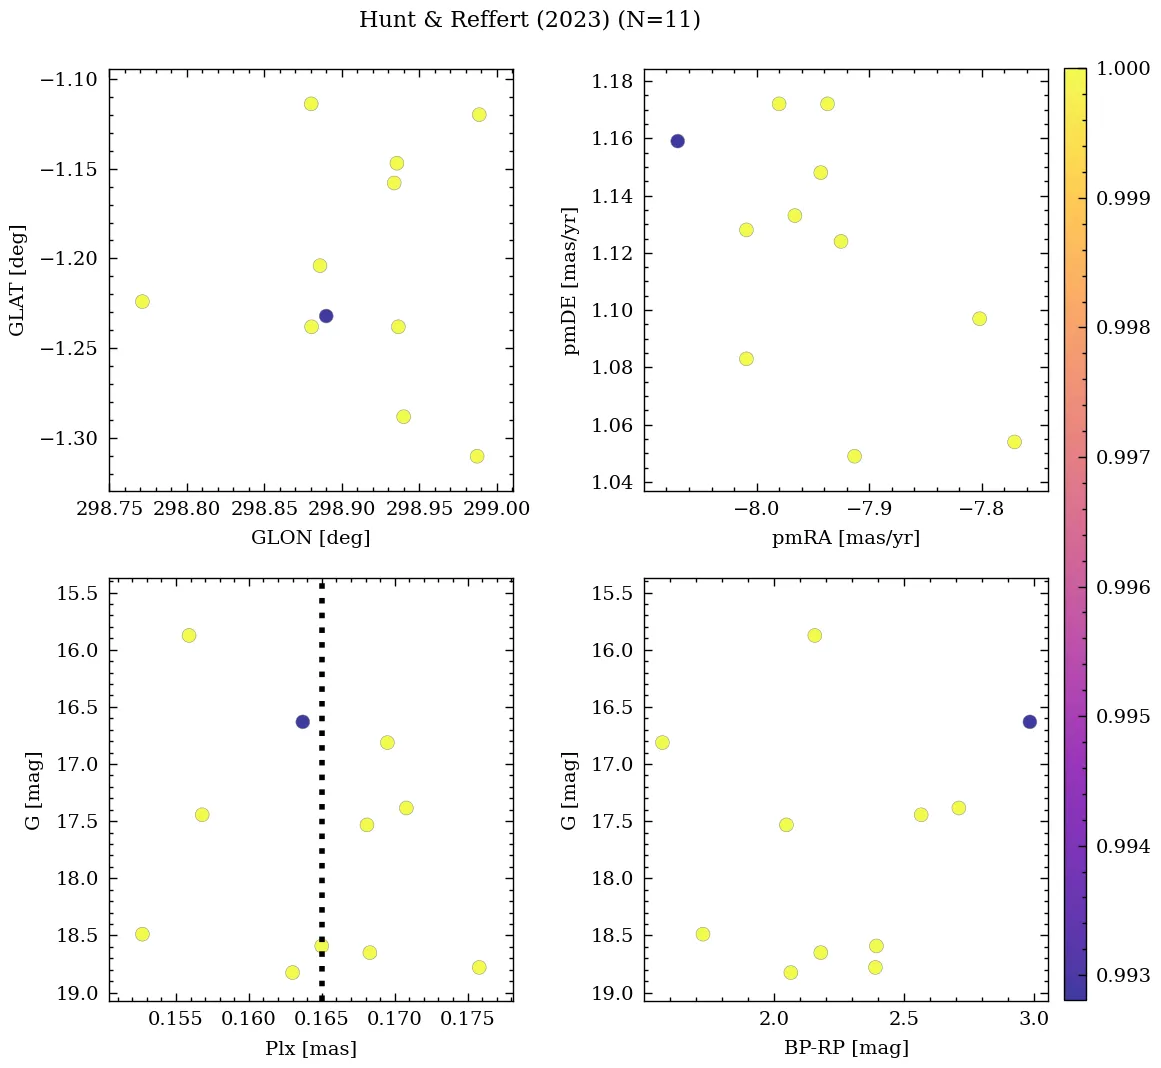 Hunt & Reffert (2023) (N=11)
−1.10
−1.15
−1.20
−1.25
−1.30
GLAT [deg]
298.75 298.80 298.85 298.90 298.95 299.00
GLON [deg]
1.18
1.16
1.14
1.12
1.10
1.08
1.06
1.04
pmDE [mas/yr]
−8.0 −7.9 −7.8
pmRA [mas/yr]
15.5
16.0
16.5
17.0
17.5
18.0
18.5
19.0
G [mag]
0.155 0.160 0.165 0.170 0.175
Plx [mas]
15.5
16.0
16.5
17.0
17.5
18.0
18.5
19.0
G [mag]
2.0 2.5 3.0
BP-RP [mag]
1.000
0.999
0.998
0.997
0.996
0.995
0.994
0.993